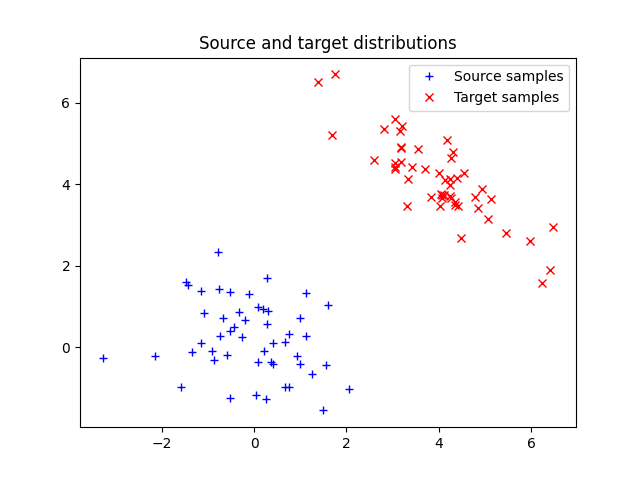 Source and target distributions
Source samples
Target samples
6
4
2
0
−2 0 2 4 6